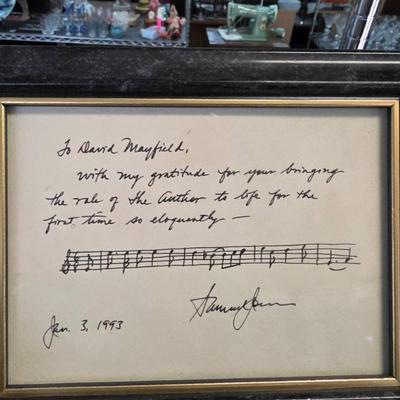 To David Mayfield,
with my gratitude for your bringing
the role of the Author to life for the
first time so eloquently —
Jan. 3, 1993